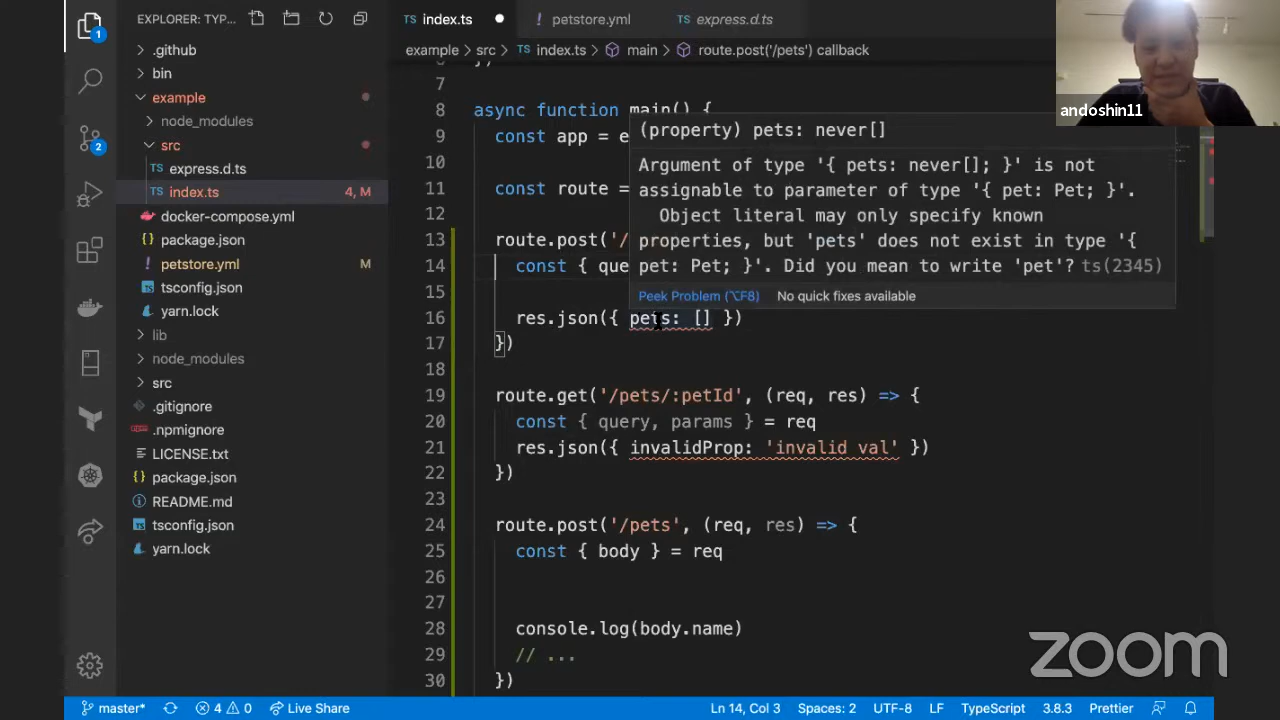 EXPLORER: TYP...
TS index.ts
! petstore.yml
TS express.d.ts
example > src > TS index.ts > main > route.post('/pets') callback
1
2
.github
bin
example
node_modules
src
TS express.d.ts
TS index.ts 4, M
docker-compose.yml
package.json
petstore.yml M
tsconfig.json
yarn.lock
lib
node_modules
src
.gitignore
.npmignore
LICENSE.txt
package.json
README.md
tsconfig.json
yarn.lock
7
8 async function main() {
9 const app = e
10
11 const route =
12
13 route.post('/
14 const { que
15
16 res.json({ pets: [] })
17 })
18
19 route.get('/pets/:petId', (req, res) => {
20 const { query, params } = req
21 res.json({ invalidProp: 'invalid val' })
22 })
23
24 route.post('/pets', (req, res) => {
25 const { body } = req
26
27
28 console.log(body.name)
29 // ...
30 })
(property) pets: never[]
Argument of type '{ pets: never[]; }' is not
assignable to parameter of type '{ pet: Pet; }'.
Object literal may only specify known
properties, but 'pets' does not exist in type '{
pet: Pet; }'. Did you mean to write 'pet'? ts(2345)
Peek Problem (⌥F8) No quick fixes available
andoshin11
zoom
master* 4 0 Live Share Ln 14, Col 3 Spaces: 2 UTF-8 LF TypeScript 3.8.3 Prettier